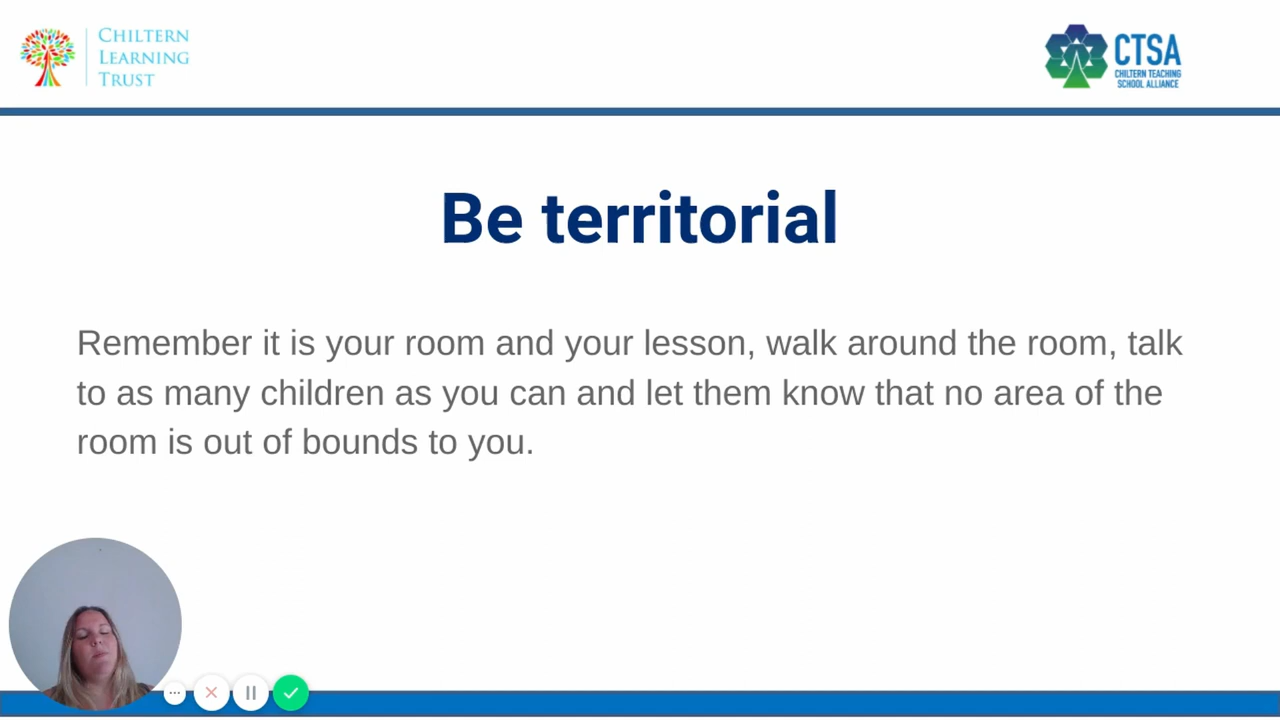 CHILTERN
LEARNING
TRUST
CTSA
CHILTERN TEACHING
SCHOOL ALLIANCE
Be territorial
Remember it is your room and your lesson, walk around the room, talk
to as many children as you can and let them know that no area of the
room is out of bounds to you.